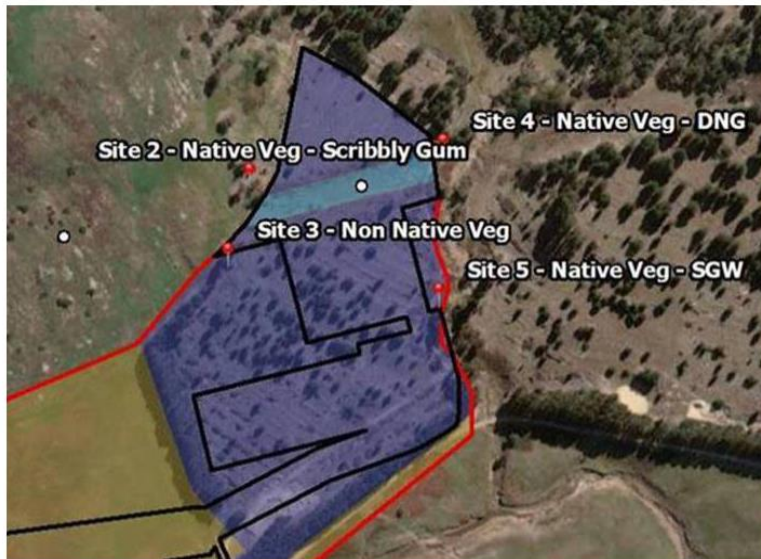 Site 4 - Native Veg - DNG
Site 2 - Native Veg - Scribbly Gum
Site 3 - Non Native Veg
Site 5 - Native Veg - SGW